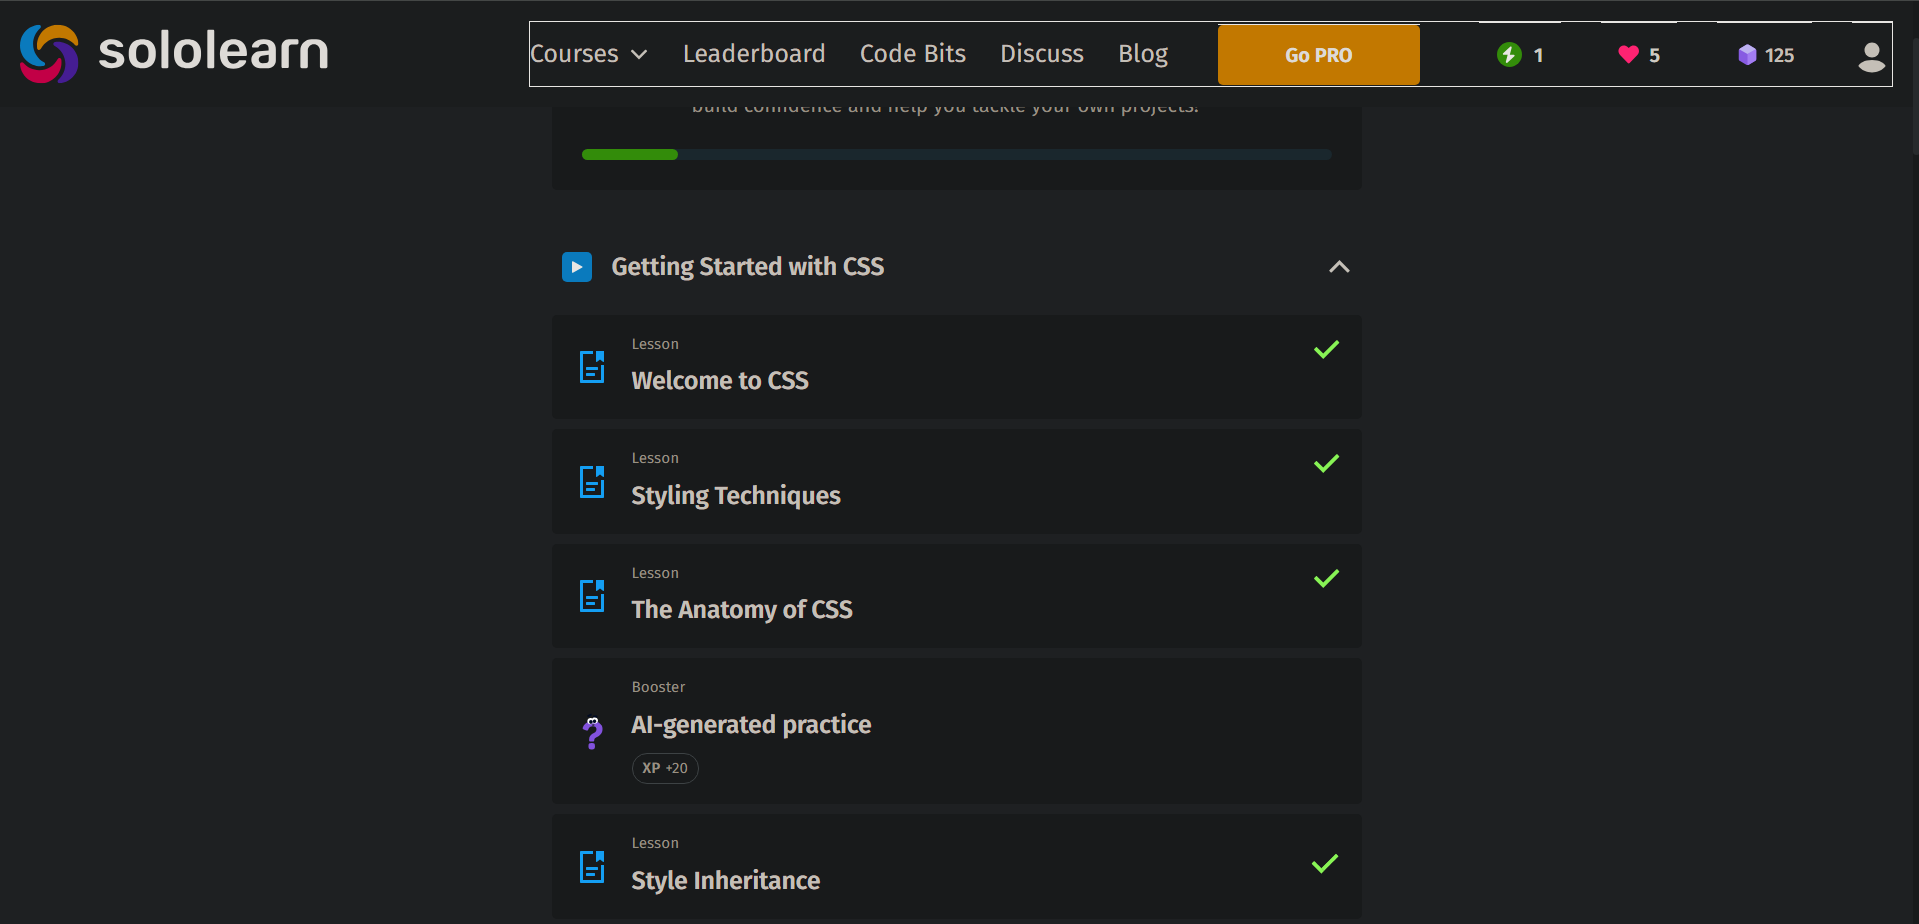 sololearn
Courses Leaderboard Code Bits Discuss Blog Go PRO 1 5 125
build confidence and help you tackle your own projects!
Getting Started with CSS
Lesson
Welcome to CSS
Lesson
Styling Techniques
Lesson
The Anatomy of CSS
Booster
AI-generated practice
XP +20
Lesson
Style Inheritance